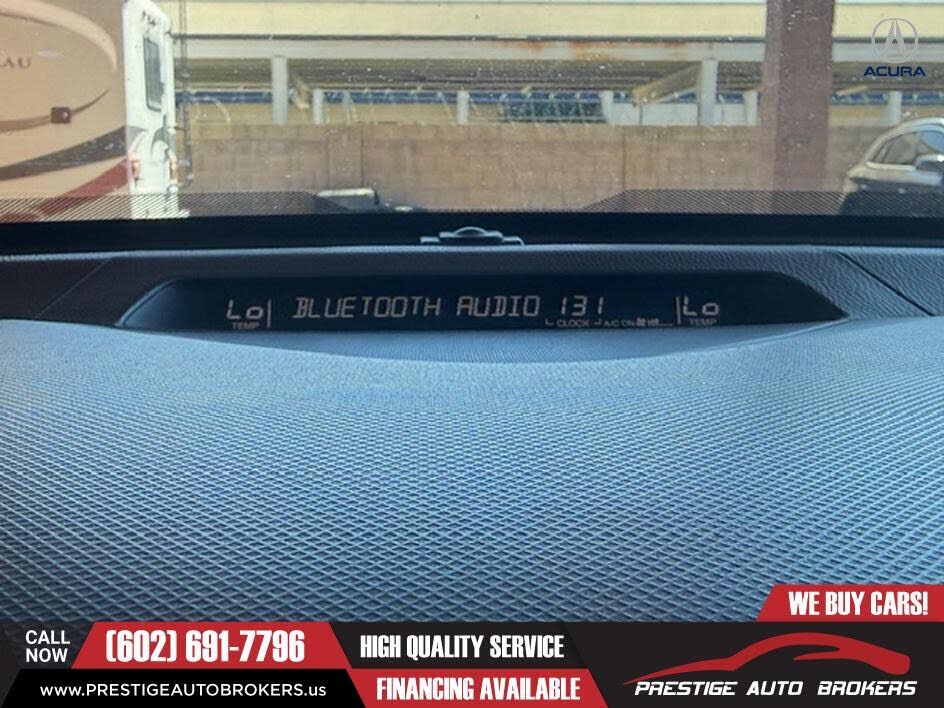 AU
ACURA
Lo BLUETOOTH AUDIO 131 Lo
TEMP CLOCK A/C ON TEMP
WE BUY CARS!
CALL NOW
(602) 691-7796
HIGH QUALITY SERVICE
www.PRESTIGEAUTOBROKERS.us
FINANCING AVAILABLE
PRESTIGE AUTO BROKERS